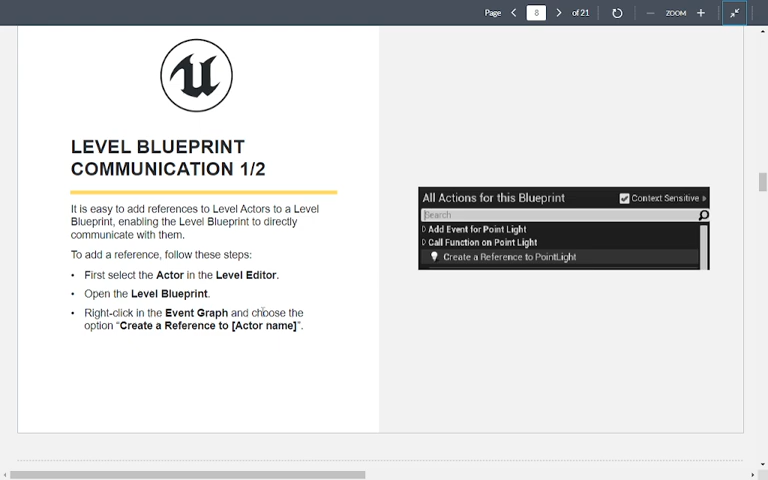 Page 8 of 21 ZOOM
LEVEL BLUEPRINT
COMMUNICATION 1/2
It is easy to add references to Level Actors to a Level
Blueprint, enabling the Level Blueprint to directly
communicate with them.
To add a reference, follow these steps:
• First select the Actor in the Level Editor.
• Open the Level Blueprint.
• Right-click in the Event Graph and choose the
option “Create a Reference to [Actor name]”.
All Actions for this Blueprint Context Sensitive
Search
Add Event for Point Light
Call Function on Point Light
Create a Reference to PointLight